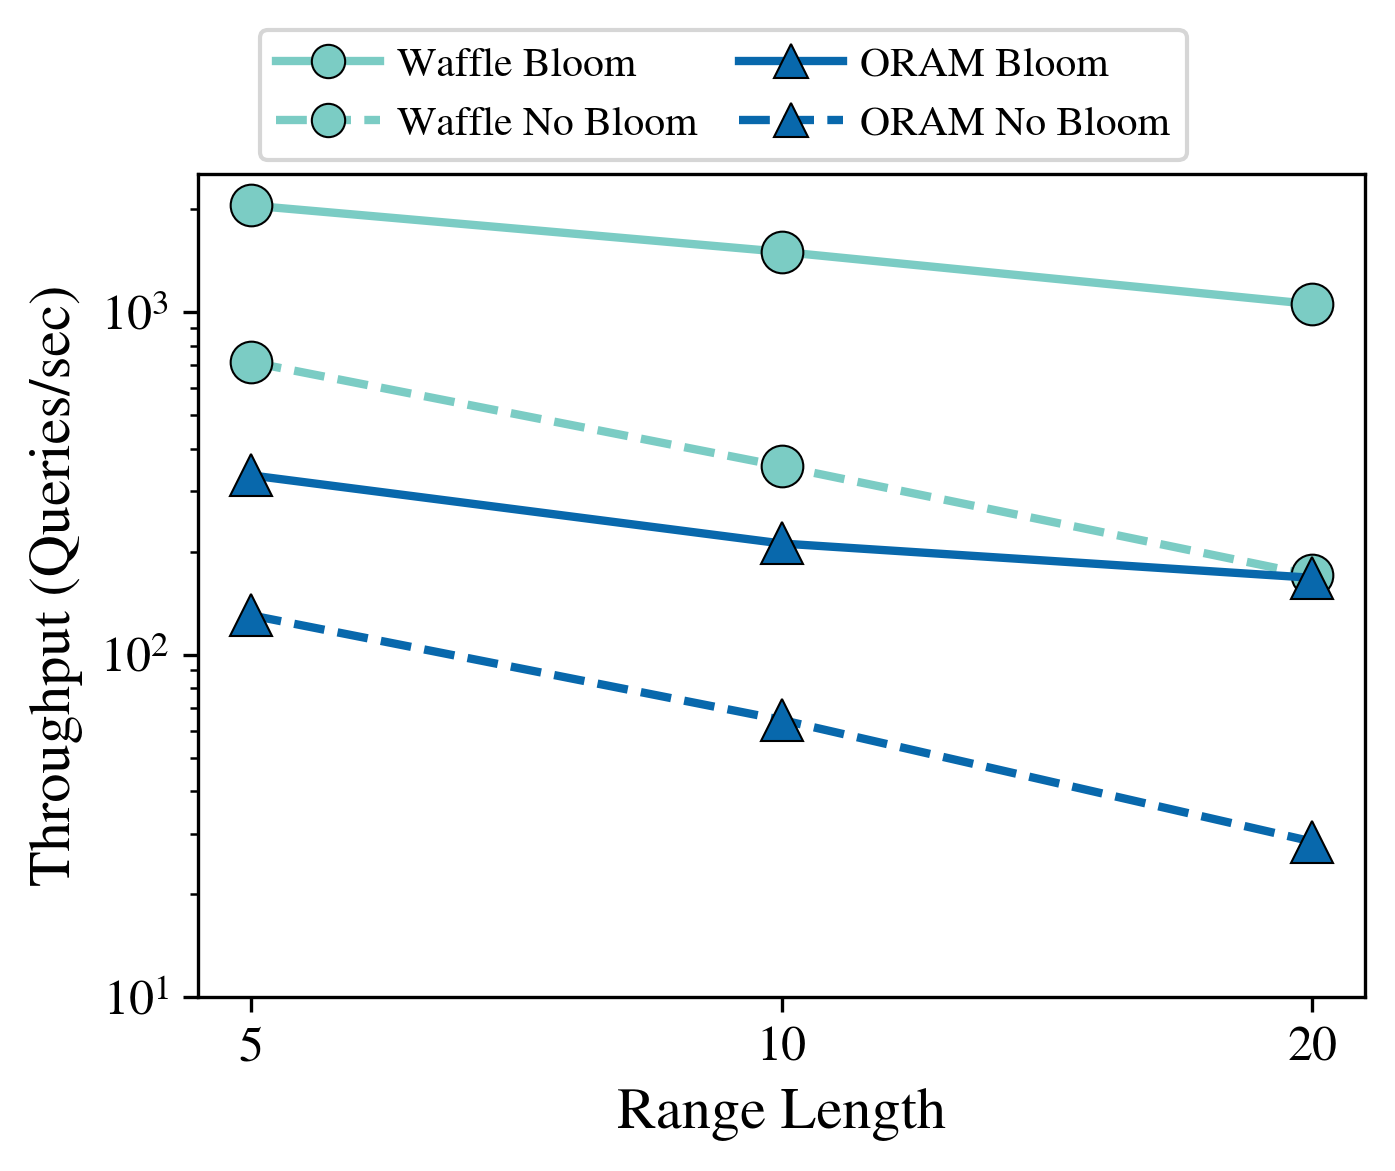 Waffle Bloom
Waffle No Bloom
ORAM Bloom
ORAM No Bloom
Throughput (Queries/sec)
10³
10²
10¹
5 10 20
Range Length